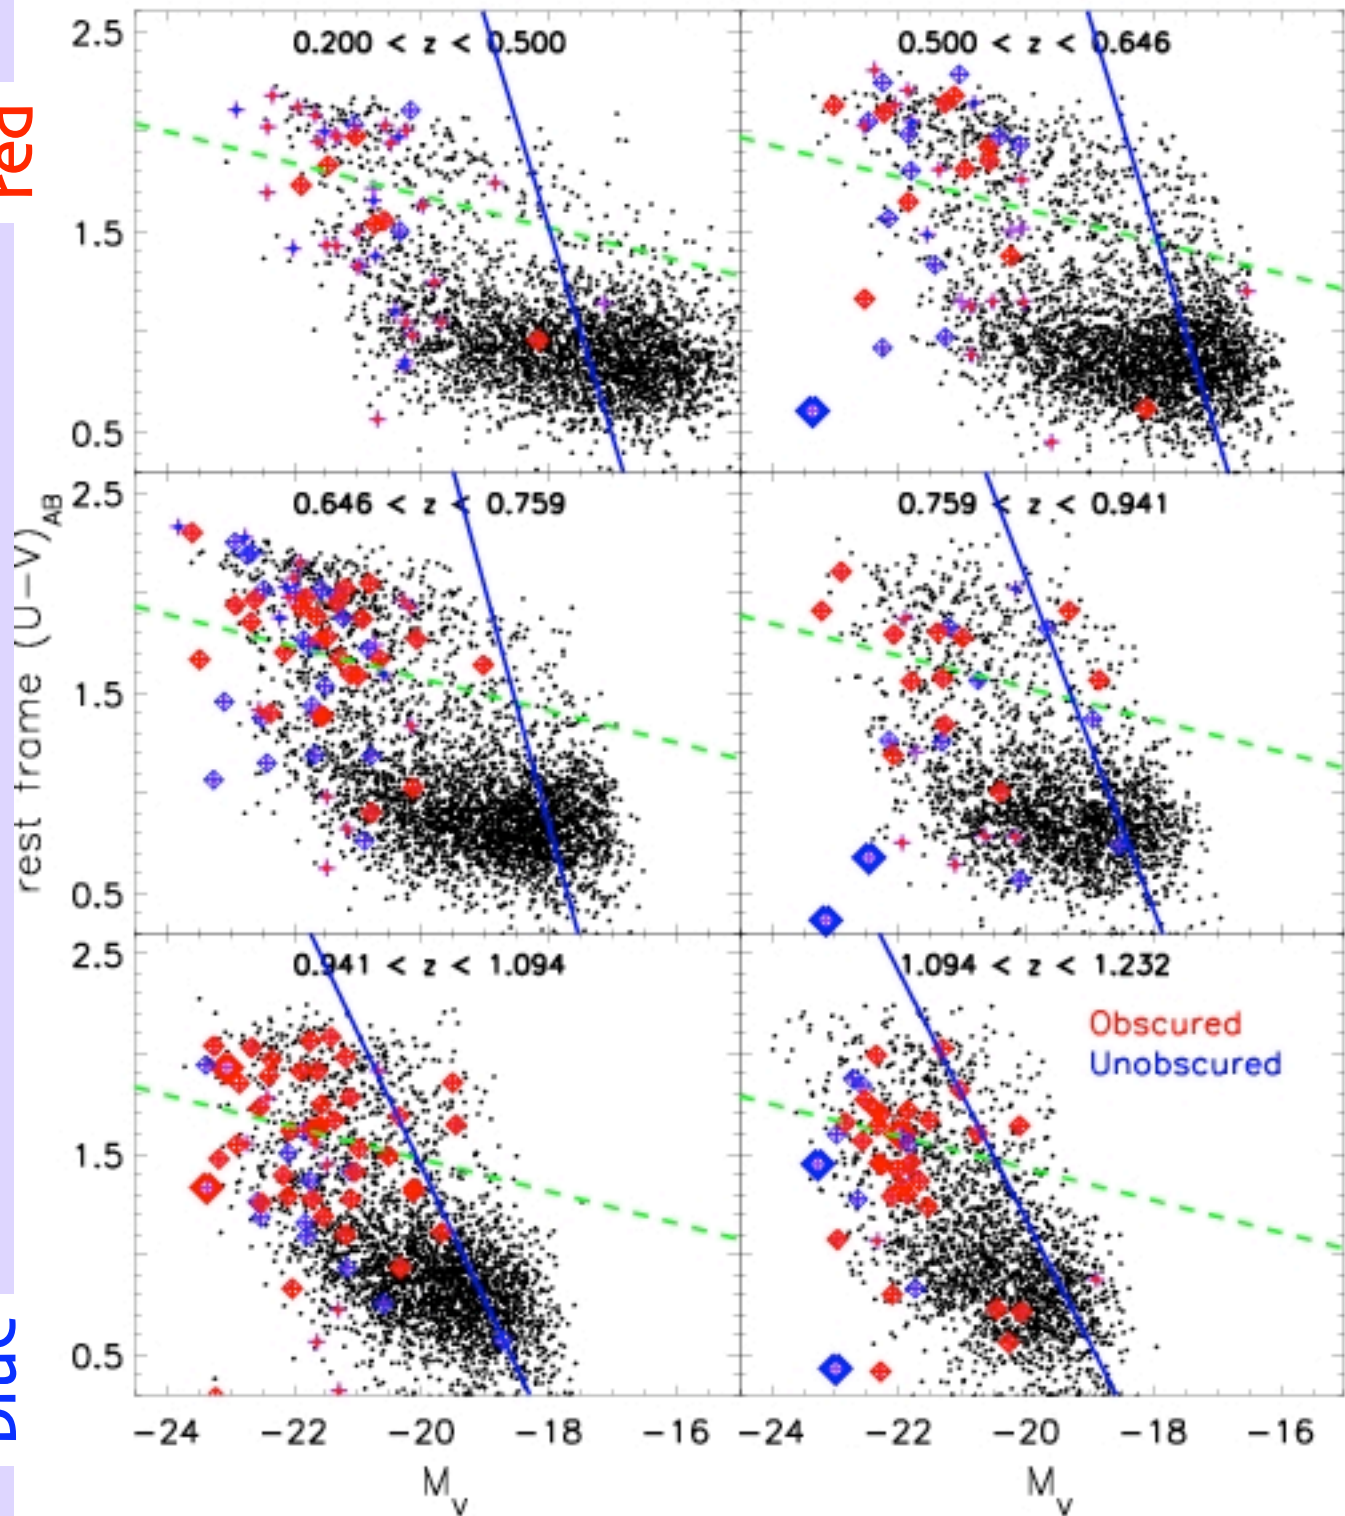 red
blue
rest frame (U-V)AB
0.200 < z < 0.500
0.500 < z < 0.646
2.5
1.5
0.5
0.646 < z < 0.759
0.759 < z < 0.941
2.5
1.5
0.5
0.941 < z < 1.094
1.094 < z < 1.232
2.5
1.5
0.5
Obscured
Unobscured
-24 -22 -20 -18 -16
-24 -22 -20 -18 -16
MV
MV